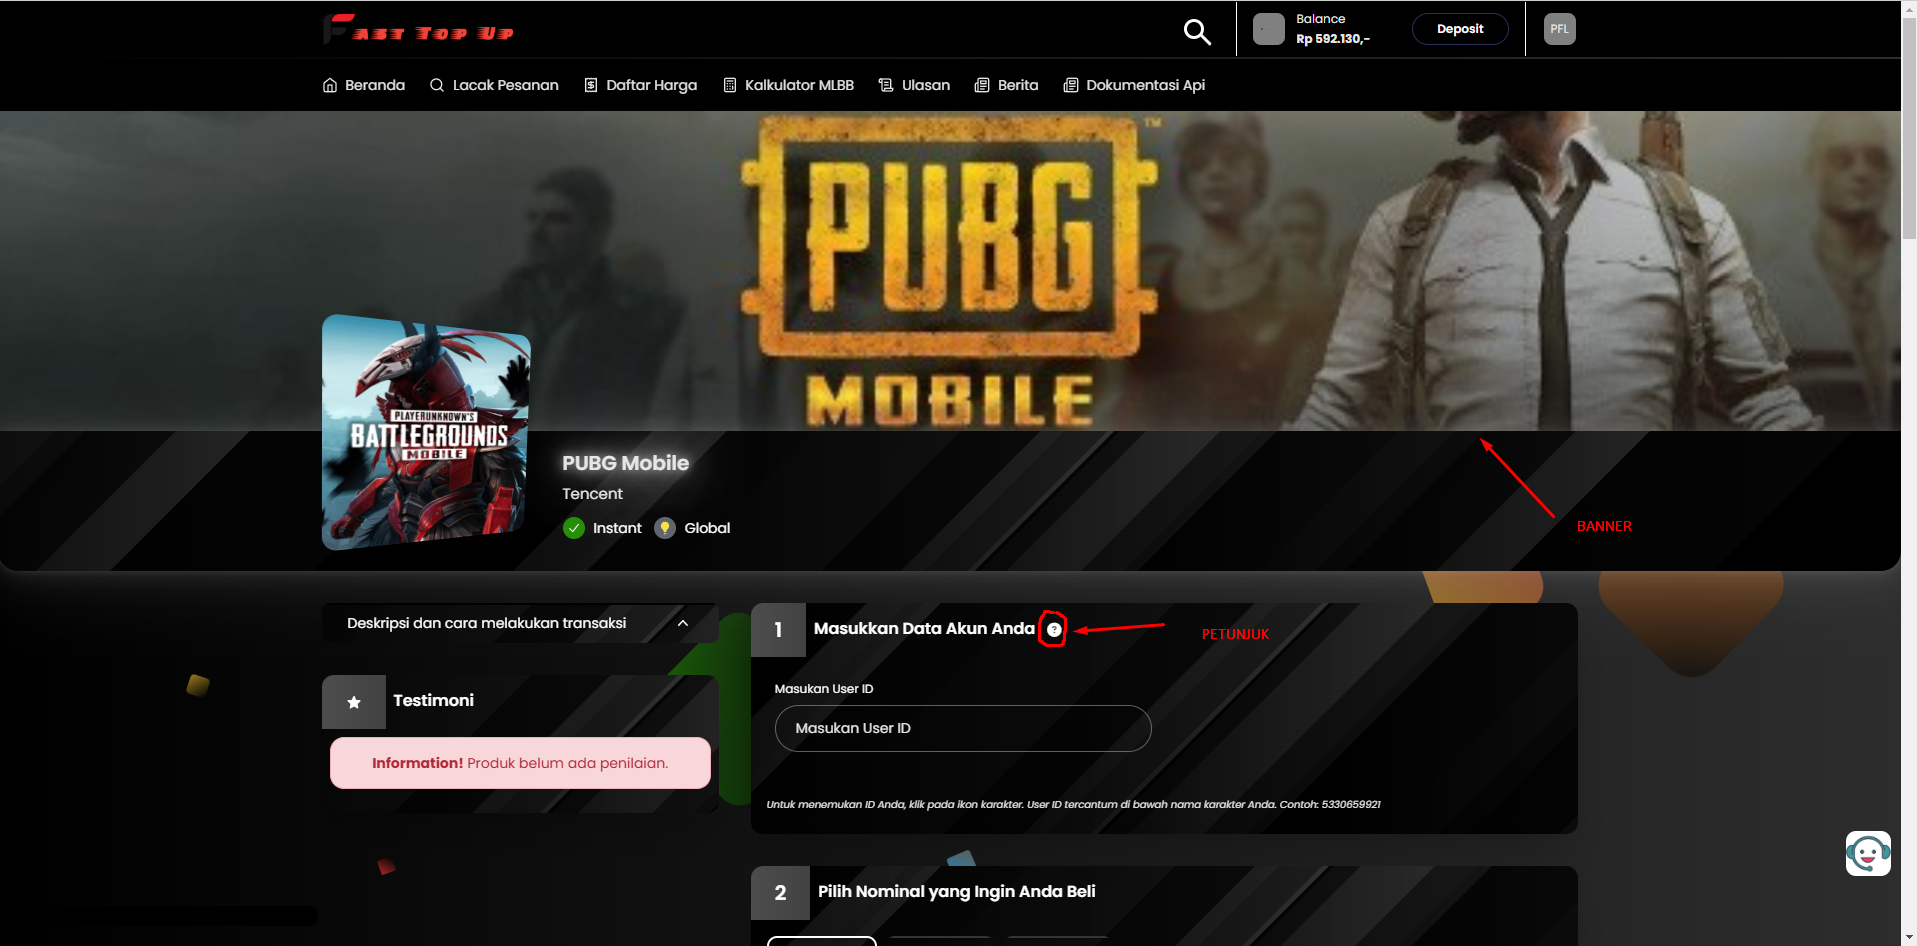 FAST TOP UP
Balance
Rp 592.130,-
Deposit
PFL
Beranda
Lacak Pesanan
Daftar Harga
Kalkulator MLBB
Ulasan
Berita
Dokumentasi Api
PUBG
TM
MOBILE
PLAYERUNKNOWN'S
BATTLEGROUNDS
MOBILE
PUBG Mobile
Tencent
Instant
Global
BANNER
Deskripsi dan cara melakukan transaksi
Testimoni
Information! Produk belum ada penilaian.
1
Masukkan Data Akun Anda
?
PETUNJUK
Masukan User ID
Masukan User ID
Untuk menemukan ID Anda, klik pada ikon karakter. User ID tercantum di bawah nama karakter Anda. Contoh: 5330659921
2
Pilih Nominal yang Ingin Anda Beli